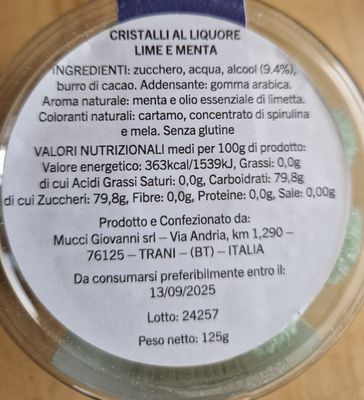 CRISTALLI AL LIQUORE
LIME E MENTA
INGREDIENTI: zucchero, acqua, alcool (9.4%),
burro di cacao. Addensante: gomma arabica.
Aroma naturale: menta e olio essenziale di limetta.
Coloranti naturali: cartamo, concentrato di spirulina
e mela. Senza glutine
VALORI NUTRIZIONALI medi per 100g di prodotto:
Valore energetico: 363kcal/1539kJ, Grassi: 0,0g
di cui Acidi Grassi Saturi: 0,0g, Carboidrati: 79,8g
di cui Zuccheri: 79,8g, Fibre: 0,0g, Proteine: 0,0g, Sale: 0,00g
Prodotto e Confezionato da:
Mucci Giovanni srl – Via Andria, km 1,290 –
76125 – TRANI – (BT) – ITALIA
Da consumarsi preferibilmente entro il:
13/09/2025
Lotto: 24257
Peso netto: 125g